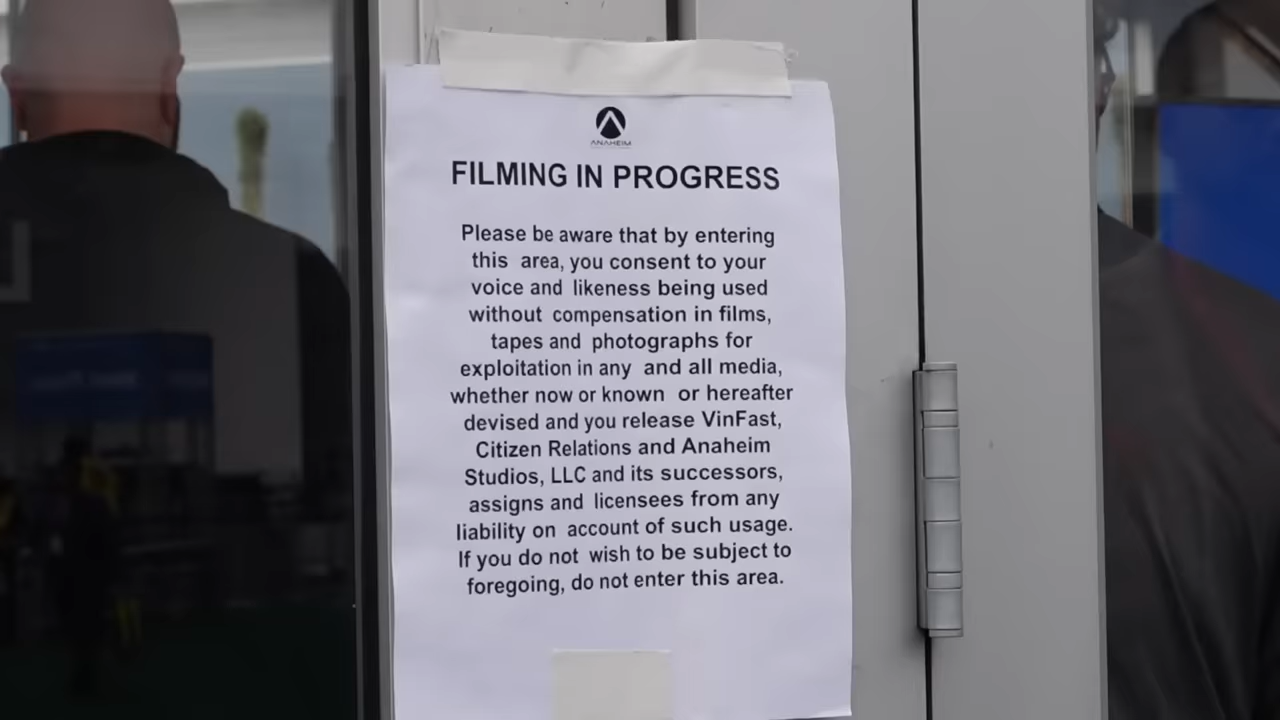 ANAHEIM
FILMING IN PROGRESS
Please be aware that by entering
this area, you consent to your
voice and likeness being used
without compensation in films,
tapes and photographs for
exploitation in any and all media,
whether now or known or hereafter
devised and you release VinFast,
Citizen Relations and Anaheim
Studios, LLC and its successors,
assigns and licensees from any
liability on account of such usage.
If you do not wish to be subject to
foregoing, do not enter this area.